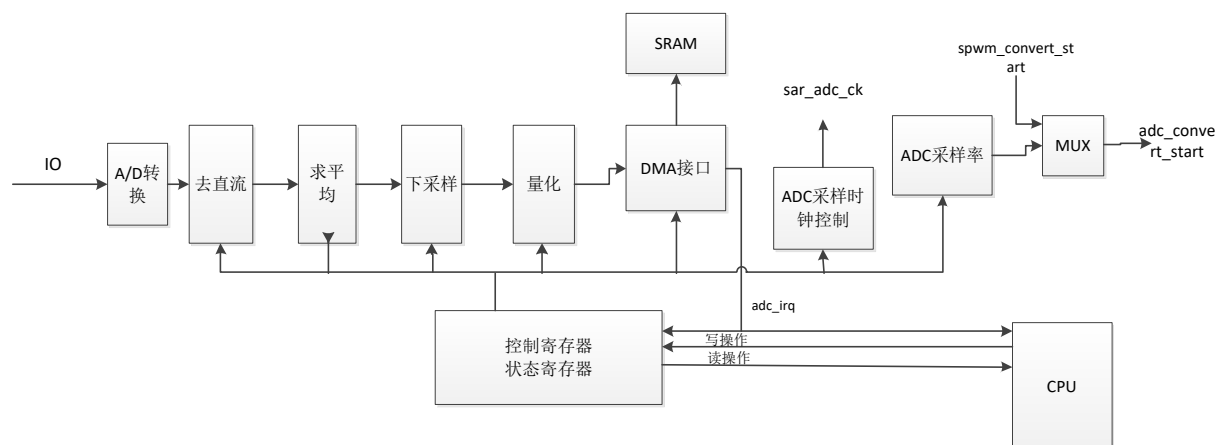 SRAM
spwm_convert_st
art
sar_adc_ck
IO
A/D转
换
去直流
求平
均
下采样
量化
DMA接口
ADC采样时
钟控制
ADC采样率
MUX
adc_conve
rt_start
adc_irq
控制寄存器
状态寄存器
写操作
读操作
CPU